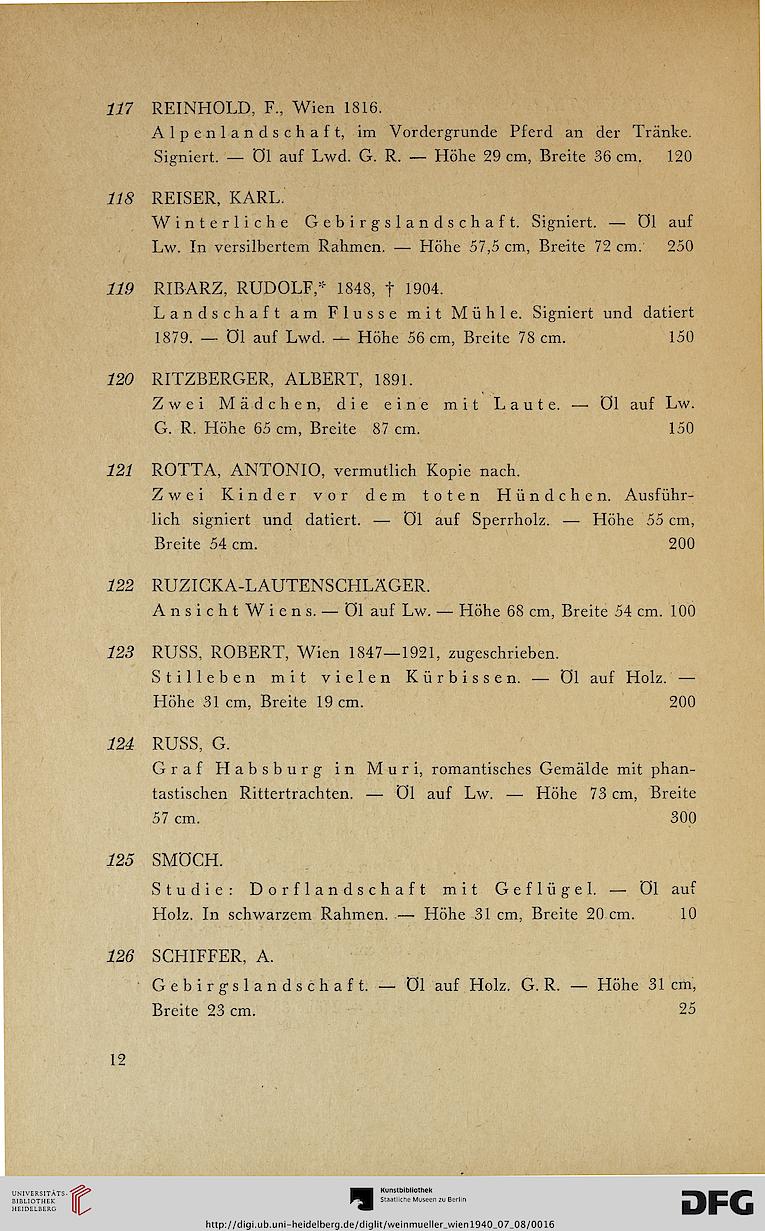 117 REINHOLD, F., Wien 1816.
Alpenlandschaft, im Vordergrunde Pferd an der Tränke.
Signiert. — Öl auf Lwd. G. R. — Höhe 29 cm, Breite 36 cm. 120
118 REISER, KARL.
Winterliche Gebirgslandschaft. Signiert. — Öl auf
Lw. In versilbertem Rahmen. — Höhe 57,5 cm, Breite 72 cm. 250
119 RIBARZ, RUDOLF,* 1848, † 1904.
Landschaft am Flusse mit Mühle. Signiert und datiert
1879. — Öl auf Lwd. — Höhe 56 cm, Breite 78 cm. 150
120 RITZBERGER, ALBERT, 1891.
Zwei Mädchen, die eine mit Laute. — Öl auf Lw.
G. R. Höhe 65 cm, Breite 87 cm. 150
121 ROTTA, ANTONIO, vermutlich Kopie nach.
Zwei Kinder vor dem toten Hündchen. Ausführ-
lich signiert und datiert. — Öl auf Sperrholz. — Höhe 55 cm,
Breite 54 cm. 200
122 RUZICKA-LAUTENSCHLÄGER.
Ansicht Wiens. — Öl auf Lw. — Höhe 68 cm, Breite 54 cm. 100
123 RUSS, ROBERT, Wien 1847—1921, zugeschrieben.
Stilleben mit vielen Kürbissen. — Öl auf Holz. —
Höhe 31 cm, Breite 19 cm. 200
124 RUSS, G.
Graf Habsburg in Muri, romantisches Gemälde mit phan-
tastischen Rittertrachten. — Öl auf Lw. — Höhe 73 cm, Breite
57 cm. 300
125 SMÖCH.
Studie: Dorflandschaft mit Geflügel. — Öl auf
Holz. In schwarzem Rahmen. — Höhe 31 cm, Breite 20 cm. 10
126 SCHIFFER, A.
Gebirgslandschaft. — Öl auf Holz. G. R. — Höhe 31 cm,
Breite 23 cm. 25
12
UNIVERSITÄTS-
BIBLIOTHEK
HEIDELBERG
Kunstbibliothek
Staatliche Museen zu Berlin
DFG
http://digi.ub.uni-heidelberg.de/diglit/weinmueller_wien1940_07_08/0016